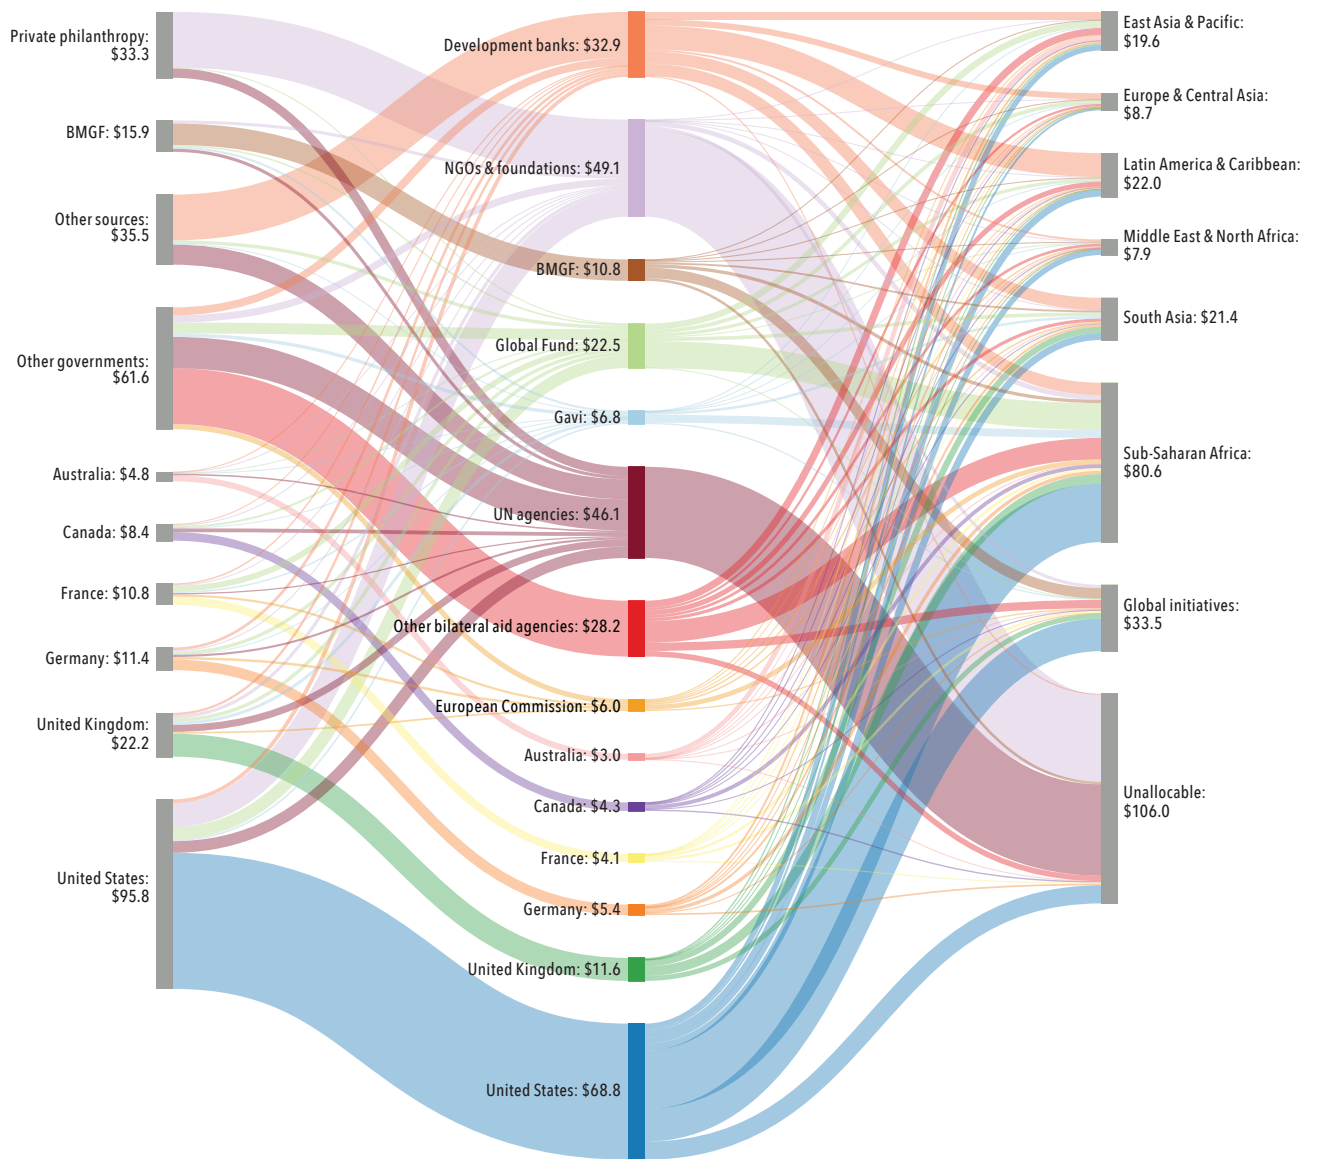 Private philanthropy:
$33.3
BMGF: $15.9
Other sources:
$35.5
Other governments:
$61.6
Australia: $4.8
Canada: $8.4
France: $10.8
Germany: $11.4
United Kingdom:
$22.2
United States:
$95.8
Development banks: $32.9
NGOs & foundations: $49.1
BMGF: $10.8
Global Fund: $22.5
Gavi: $6.8
UN agencies: $46.1
Other bilateral aid agencies: $28.2
European Commission: $6.0
Australia: $3.0
Canada: $4.3
France: $4.1
Germany: $5.4
United Kingdom: $11.6
United States: $68.8
East Asia & Pacific:
$19.6
Europe & Central Asia:
$8.7
Latin America & Caribbean:
$22.0
Middle East & North Africa:
$7.9
South Asia: $21.4
Sub-Saharan Africa:
$80.6
Global initiatives:
$33.5
Unallocable:
$106.0